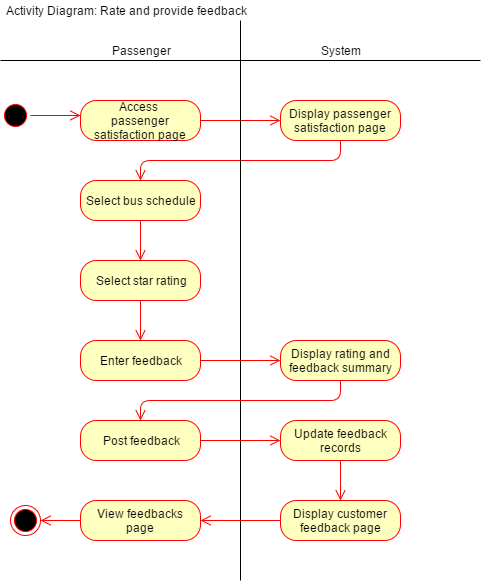 Activity Diagram: Rate and provide feedback
Passenger
System
Access
passenger
satisfaction page
Display passenger
satisfaction page
Select bus schedule
Select star rating
Enter feedback
Display rating and
feedback summary
Post feedback
Update feedback
records
View feedbacks
page
Display customer
feedback page